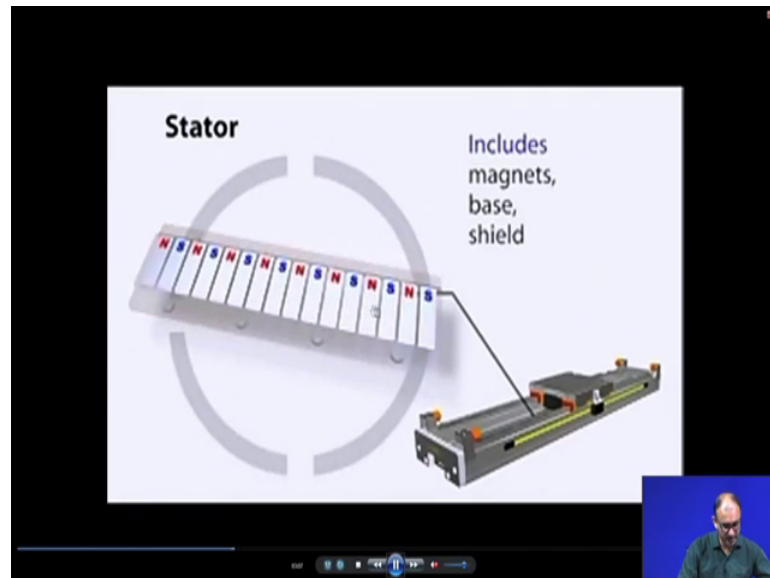 Stator
Includes
magnets,
base,
shield
N S N S N S N S N S N S N S N S